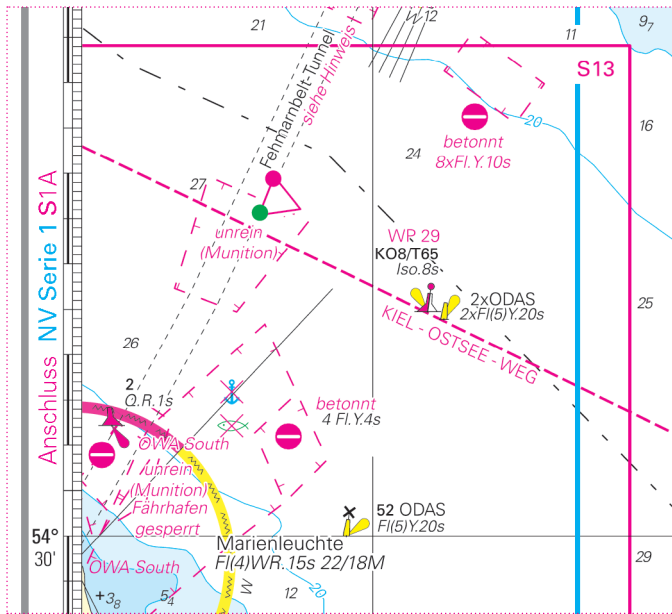 21
W 12
11
9₇
S13
20
Fehmarnbelt-Tunnel
siehe Hinweis
betonnt
8xFl.Y.10s
16
24
27
unrein
(Munition)
WP 29
KO8/T65
Iso.8s
2xODAS
2xFl(5)Y.20s
KIEL - OSTSEE - WEG
25
26
2
Q.R.1s
betonnt
4 Fl.Y.4s
OWA South
unrein
(Munition)
Fährhafen
gesperrt
52 ODAS
Fl(5)Y.20s
54°
30'
Marienleuchte
Fl(4)WR.15s 22/18M
OWA South
29
+3₈
5₄
W
12
20
Anschluss NV Serie 1 S1A